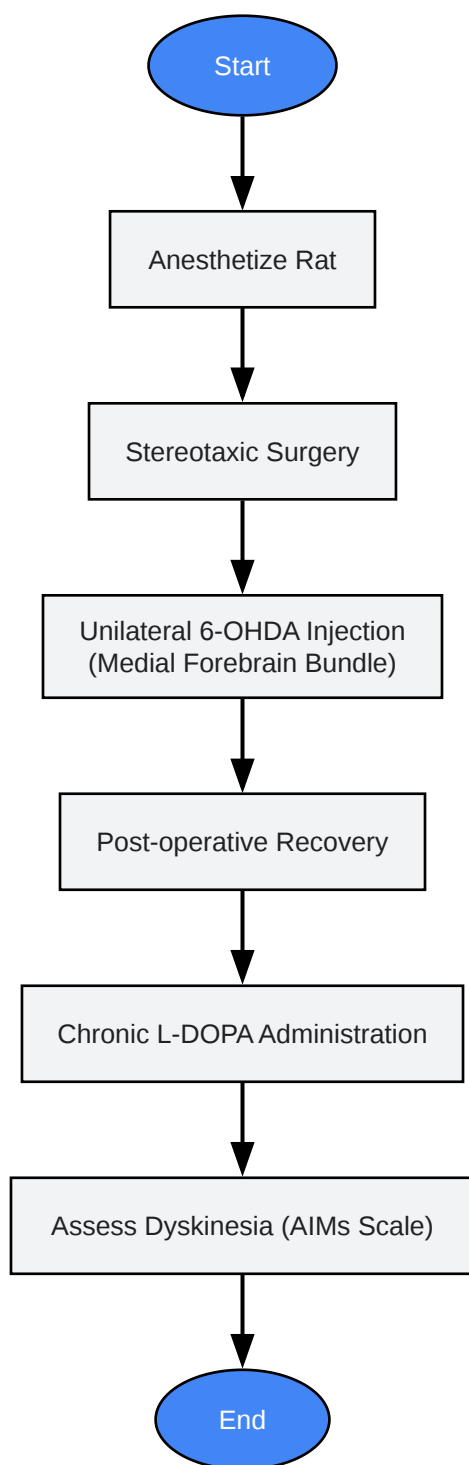 Start
Anesthetize Rat
Stereotaxic Surgery
Unilateral 6-OHDA Injection
(Medial Forebrain Bundle)
Post-operative Recovery
Chronic L-DOPA Administration
Assess Dyskinesia (AIMs Scale)
End